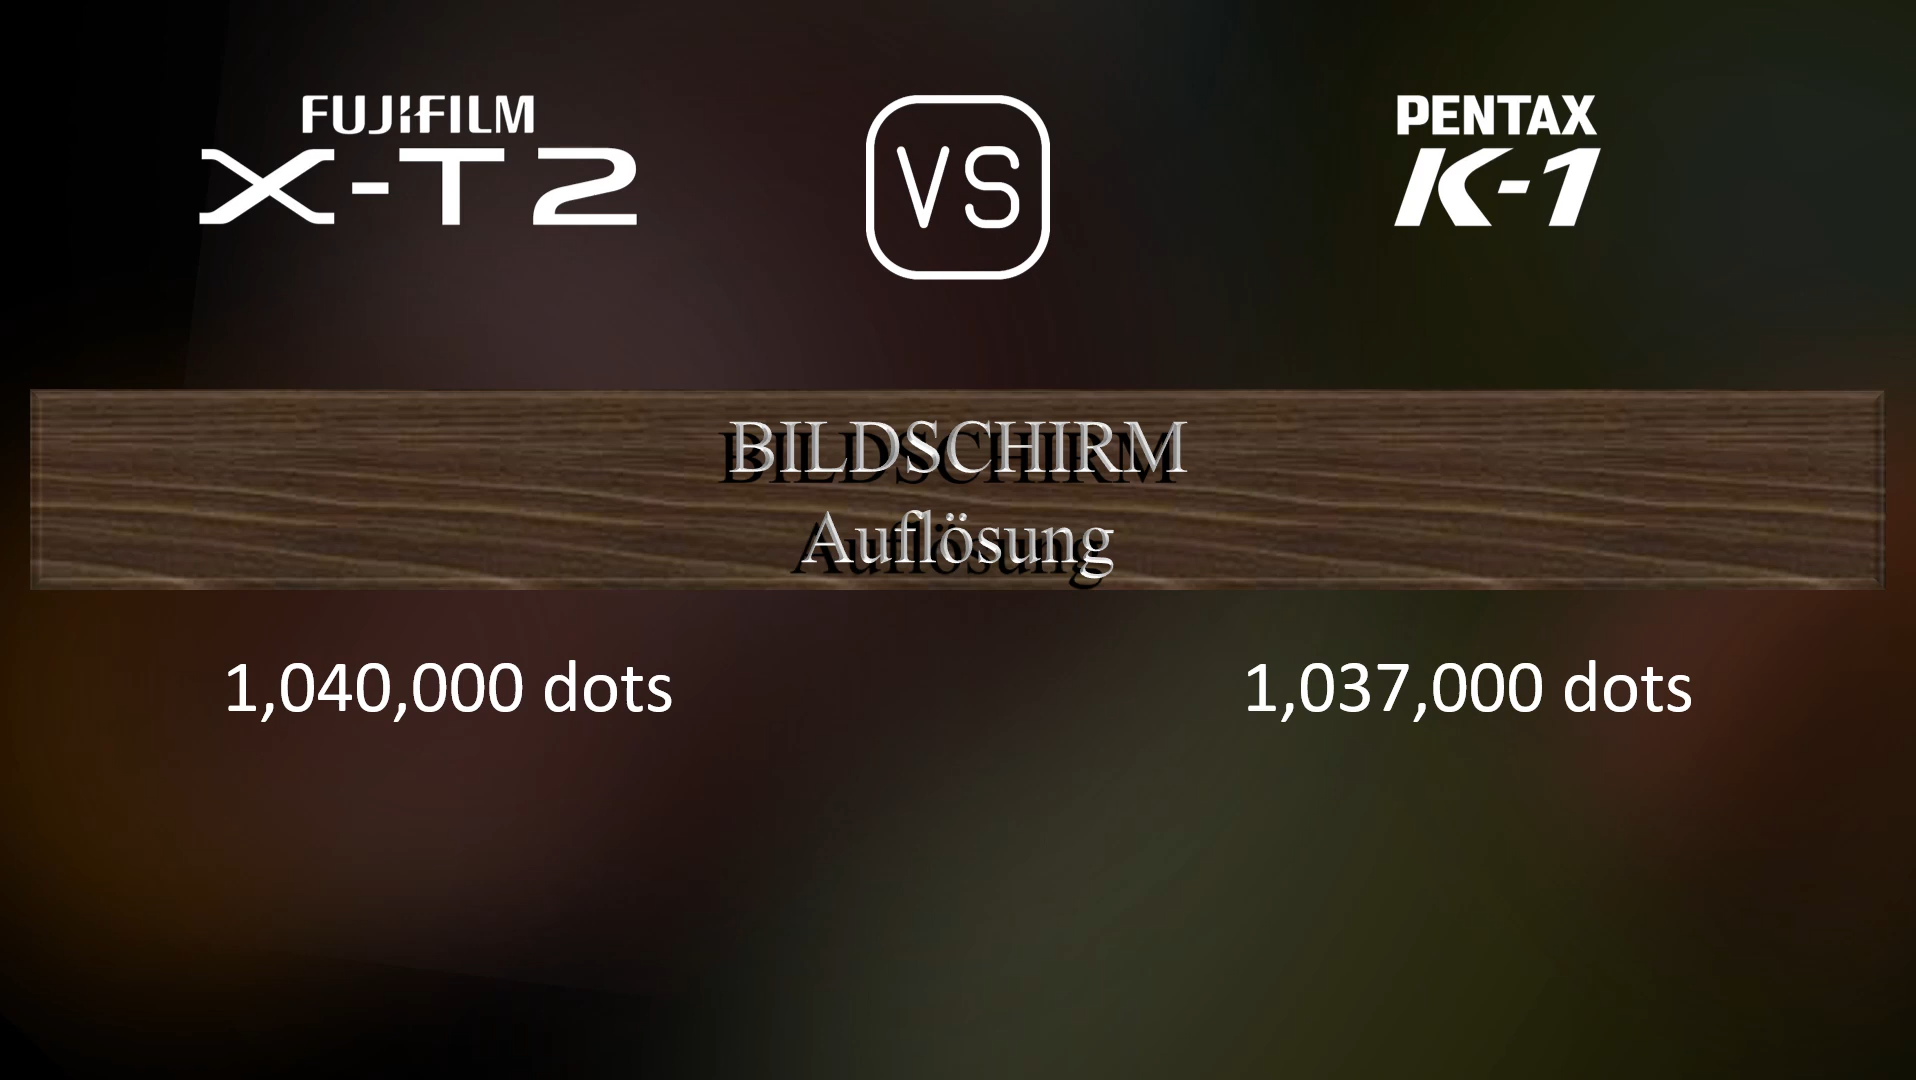 FUJIFILM
X-T2
VS
PENTAX
K-1
BILDSCHIRM
Auflösung
1,040,000 dots
1,037,000 dots